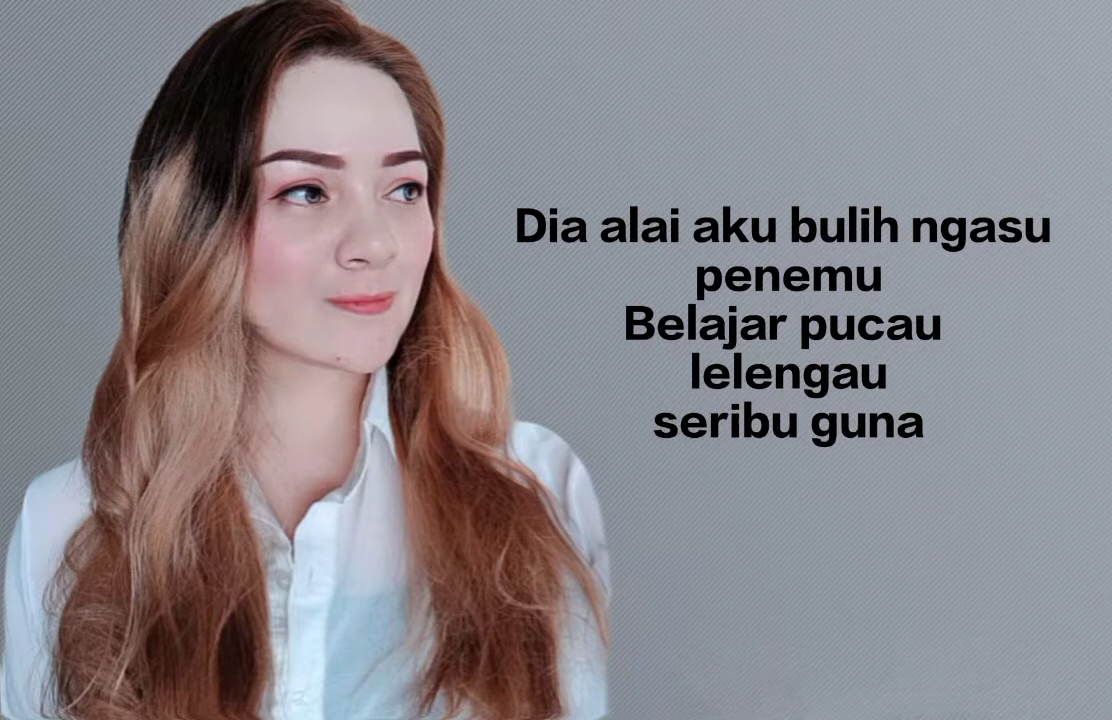 Dia alai aku bulih ngasu
penemu
Belajar pucau
lelengau
seribu guna